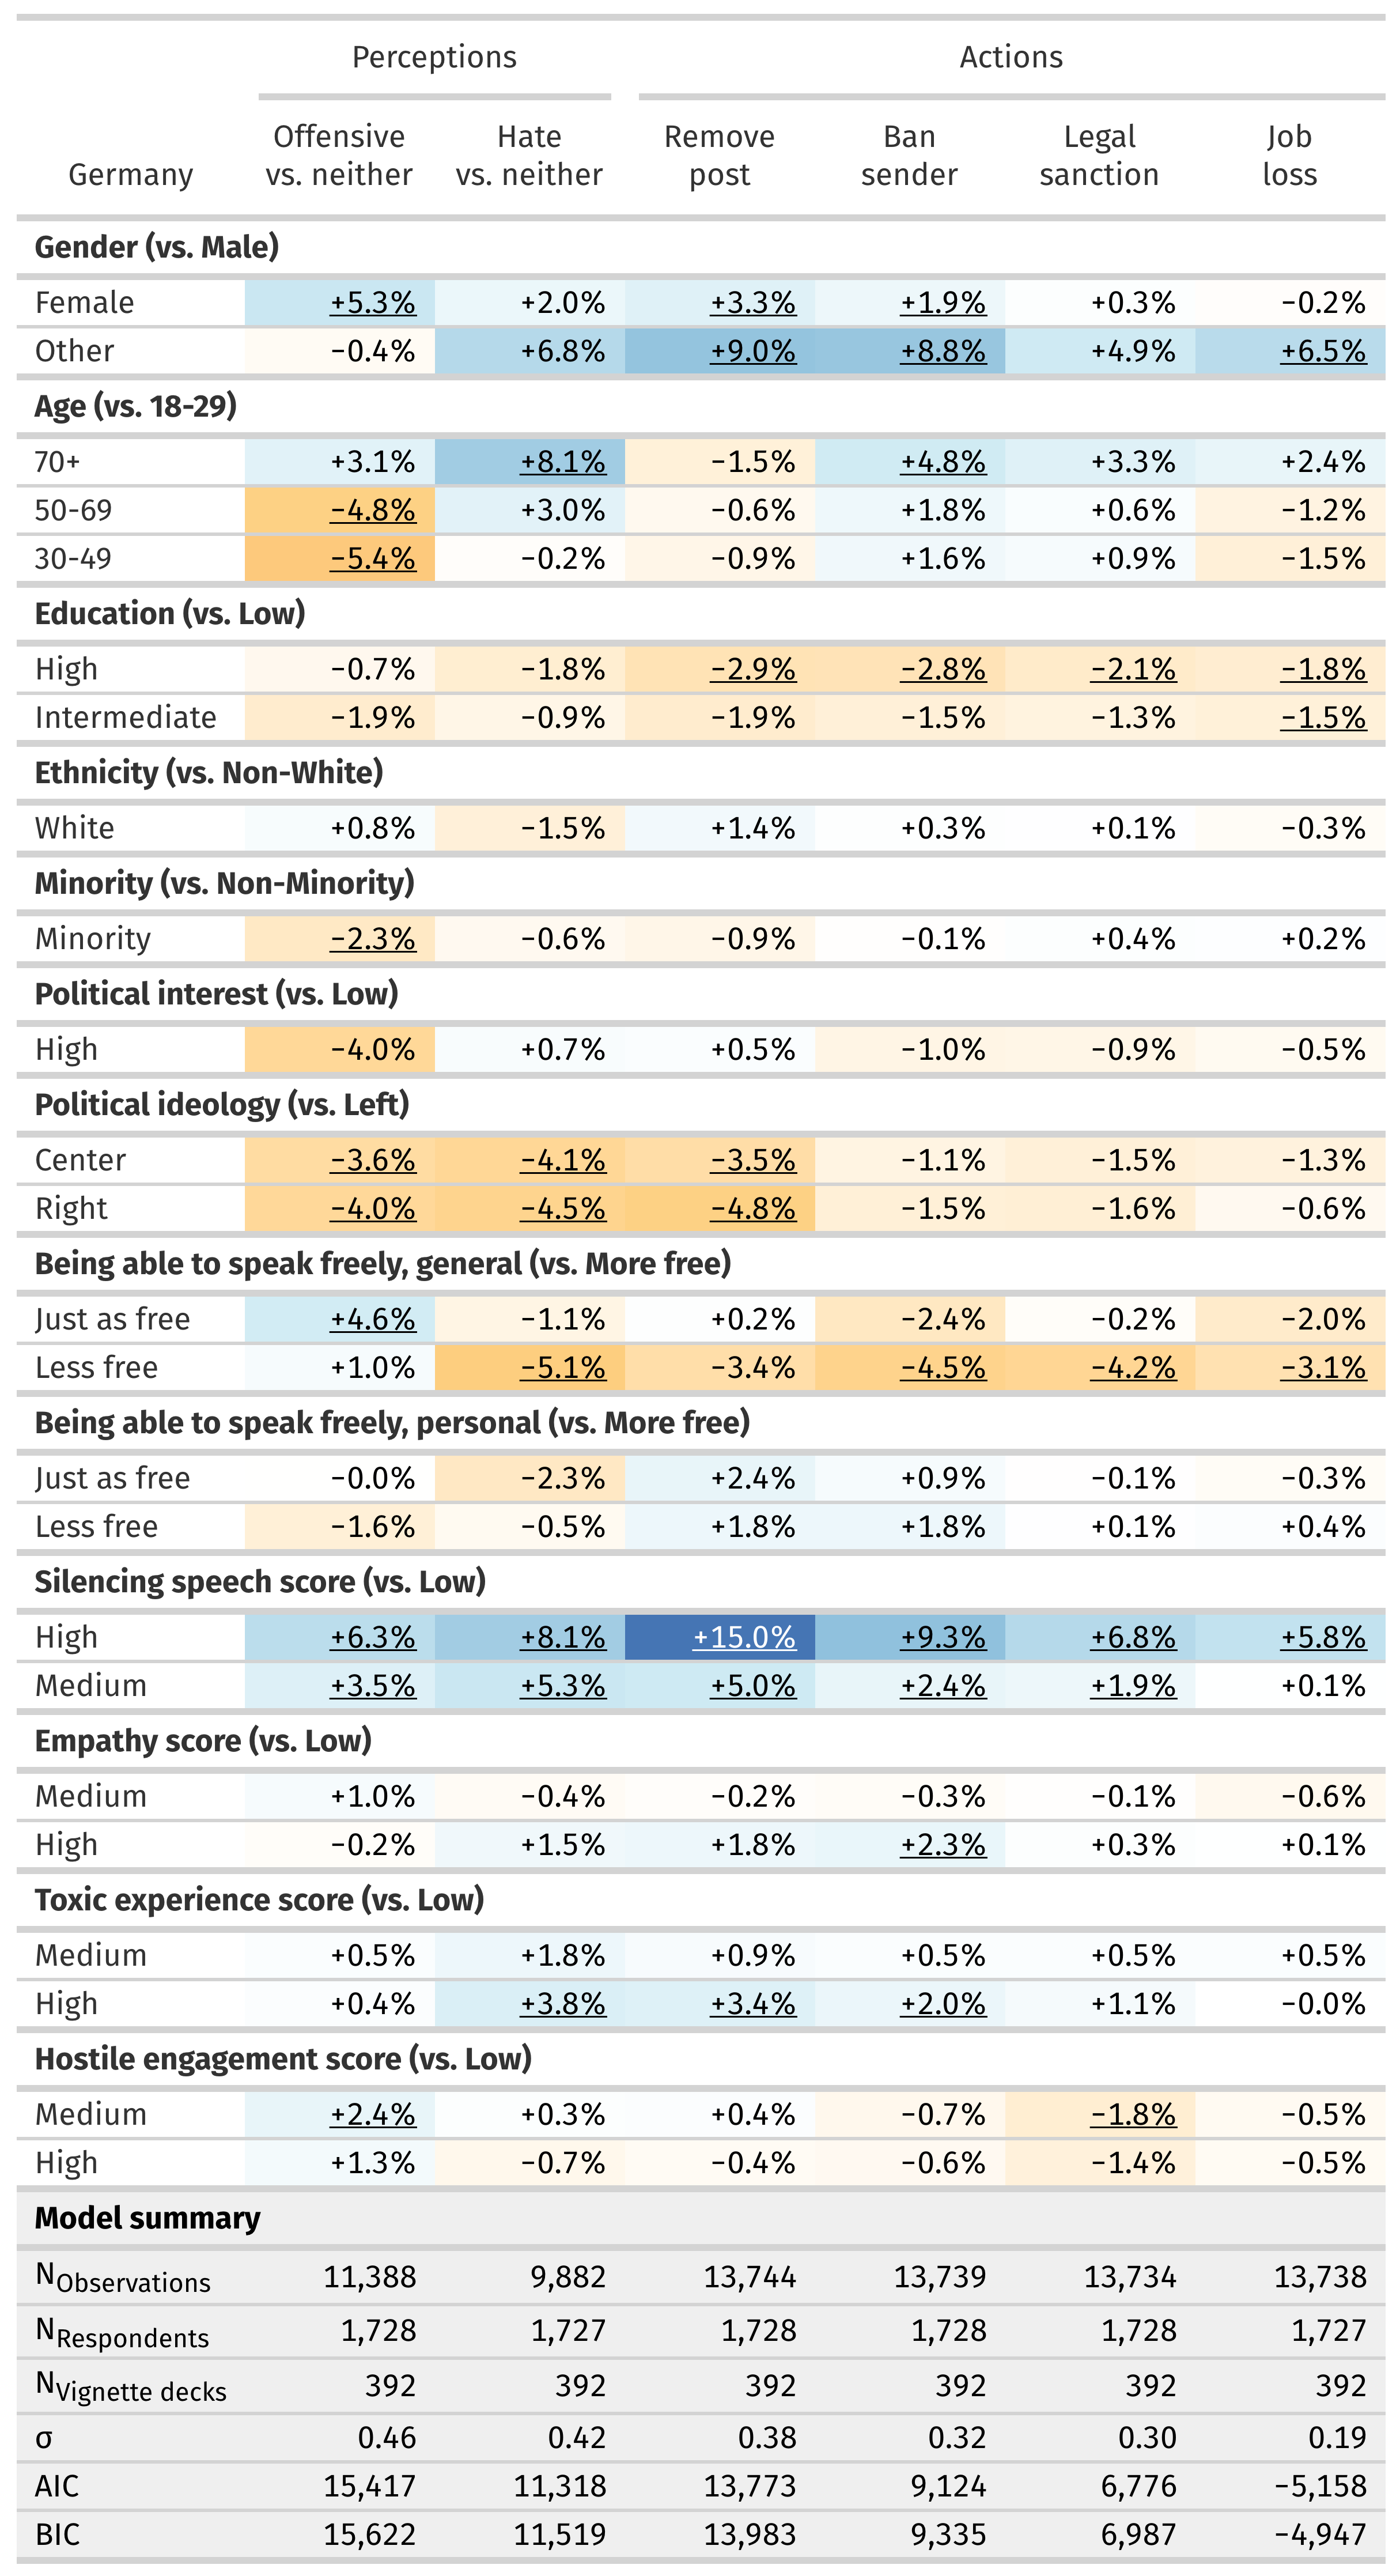 Perceptions Actions
Offensive Hate Remove Ban Legal Job
Germany vs. neither vs. neither post sender sanction loss
Gender (vs. Male)
Female +5.3% +2.0% +3.3% +1.9% +0.3% −0.2%
Other −0.4% +6.8% +9.0% +8.8% +4.9% +6.5%
Age (vs. 18-29)
70+ +3.1% +8.1% −1.5% +4.8% +3.3% +2.4%
50-69 −4.8% +3.0% −0.6% +1.8% +0.6% −1.2%
30-49 −5.4% −0.2% −0.9% +1.6% +0.9% −1.5%
Education (vs. Low)
High −0.7% −1.8% −2.9% −2.8% −2.1% −1.8%
Intermediate −1.9% −0.9% −1.9% −1.5% −1.3% −1.5%
Ethnicity (vs. Non-White)
White +0.8% −1.5% +1.4% +0.3% +0.1% −0.3%
Minority (vs. Non-Minority)
Minority −2.3% −0.6% −0.9% −0.1% +0.4% +0.2%
Political interest (vs. Low)
High −4.0% +0.7% +0.5% −1.0% −0.9% −0.5%
Political ideology (vs. Left)
Center −3.6% −4.1% −3.5% −1.1% −1.5% −1.3%
Right −4.0% −4.5% −4.8% −1.5% −1.6% −0.6%
Being able to speak freely, general (vs. More free)
Just as free +4.6% −1.1% +0.2% −2.4% −0.2% −2.0%
Less free +1.0% −5.1% −3.4% −4.5% −4.2% −3.1%
Being able to speak freely, personal (vs. More free)
Just as free −0.0% −2.3% +2.4% +0.9% −0.1% −0.3%
Less free −1.6% −0.5% +1.8% +1.8% +0.1% +0.4%
Silencing speech score (vs. Low)
High +6.3% +8.1% +15.0% +9.3% +6.8% +5.8%
Medium +3.5% +5.3% +5.0% +2.4% +1.9% +0.1%
Empathy score (vs. Low)
Medium +1.0% −0.4% −0.2% −0.3% −0.1% −0.6%
High −0.2% +1.5% +1.8% +2.3% +0.3% +0.1%
Toxic experience score (vs. Low)
Medium +0.5% +1.8% +0.9% +0.5% +0.5% +0.5%
High +0.4% +3.8% +3.4% +2.0% +1.1% −0.0%
Hostile engagement score (vs. Low)
Medium +2.4% +0.3% +0.4% −0.7% −1.8% −0.5%
High +1.3% −0.7% −0.4% −0.6% −1.4% −0.5%
Model summary
NObservations 11,388 9,882 13,744 13,739 13,734 13,738
NRespondents 1,728 1,727 1,728 1,728 1,728 1,727
NVignette decks 392 392 392 392 392 392
σ 0.46 0.42 0.38 0.32 0.30 0.19
AIC 15,417 11,318 13,773 9,124 6,776 −5,158
BIC 15,622 11,519 13,983 9,335 6,987 −4,947